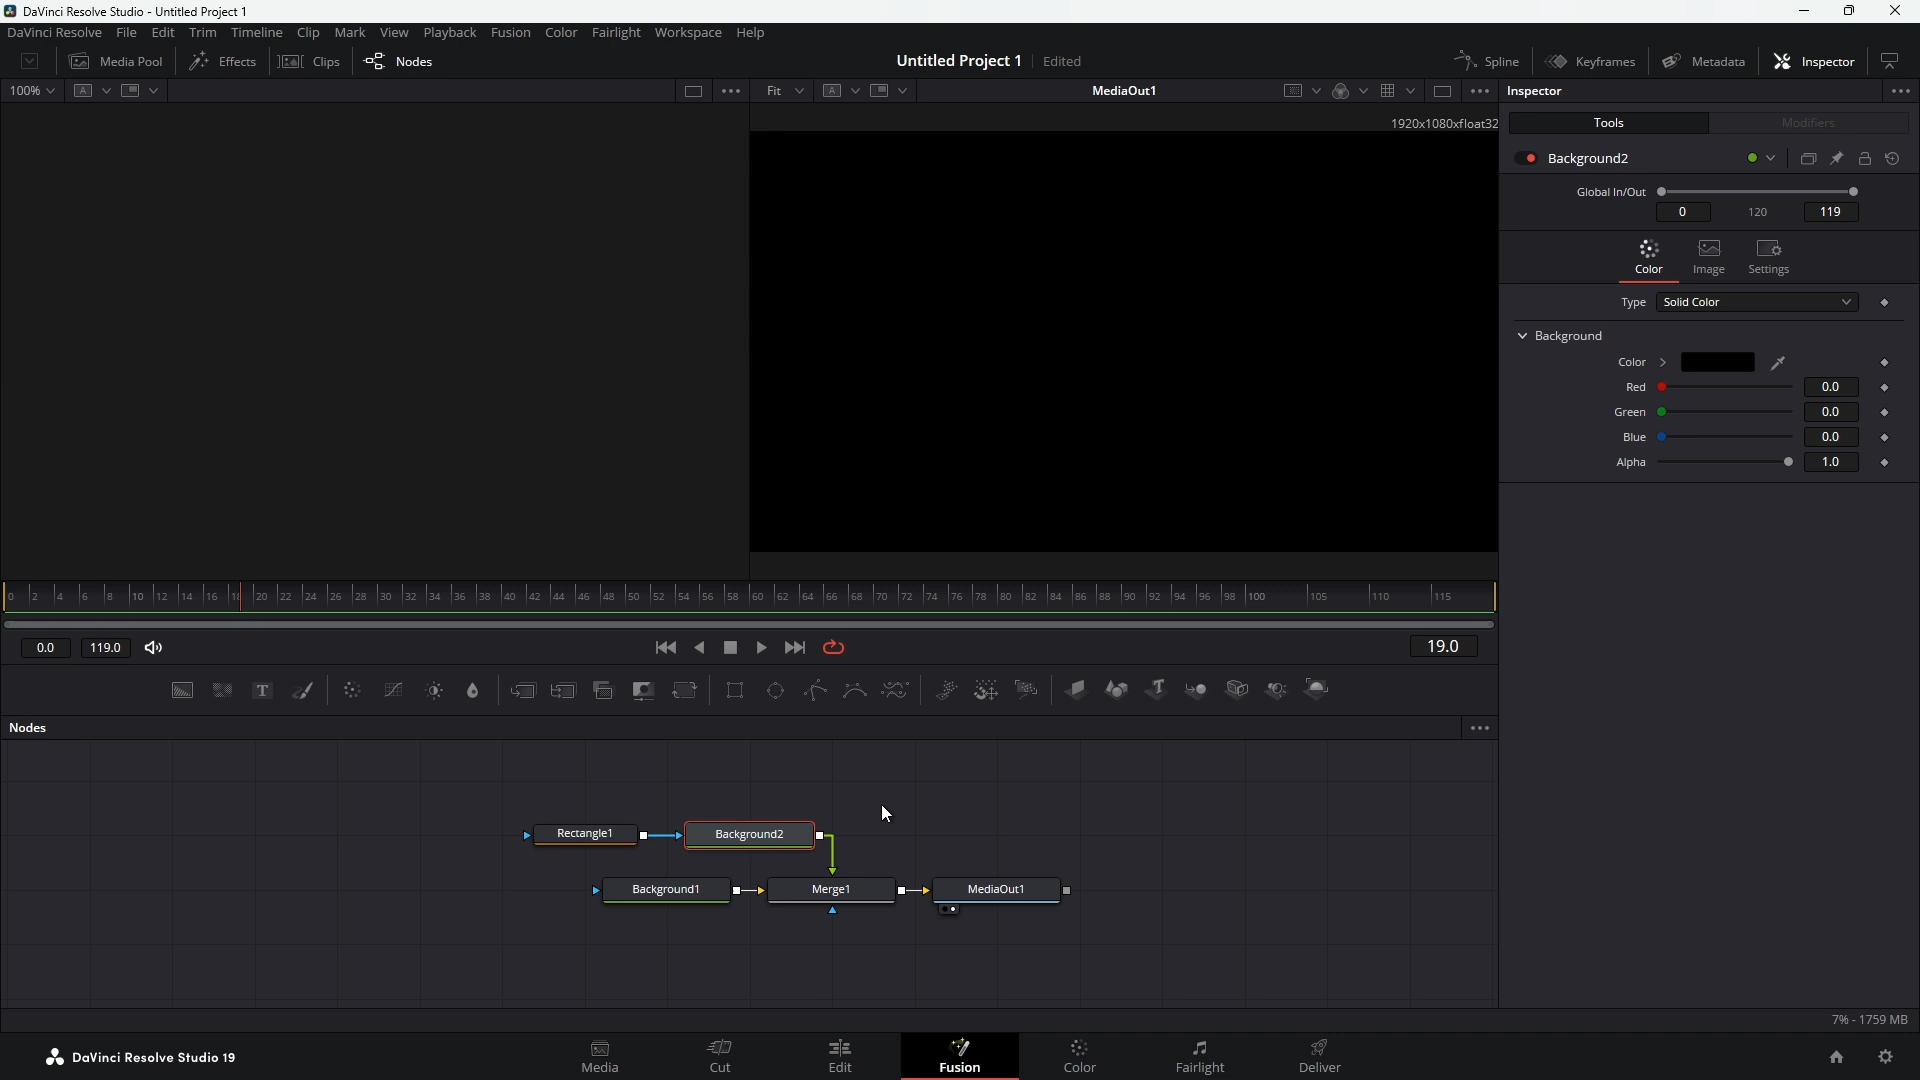 DaVinci Resolve Studio - Untitled Project 1
DaVinci Resolve File Edit Trim Timeline Clip Mark View Playback Fusion Color Fairlight Workspace Help
Media Pool Effects Clips Nodes Untitled Project 1 Edited Spline Keyframes Metadata Inspector
100% A Fit A MediaOut1 Inspector
1920x1080xfloat32
Tools Modifiers
Background2
Global In/Out
0 120 119
Color Image Settings
Type Solid Color
Background
Color
Red 0.0
Green 0.0
Blue 0.0
Alpha 1.0
0 2 4 6 8 10 12 14 16 20 22 24 26 28 30 32 34 36 38 40 42 44 46 48 50 52 54 56 58 60 62 64 66 68 70 72 74 76 78 80 82 84 86 88 90 92 94 96 98 100 105 110 115
0.0 119.0 19.0
T T
Nodes
Rectangle1 Background2
Background1 Merge1 MediaOut1
7% - 1759 MB
DaVinci Resolve Studio 19 Media Cut Edit Fusion Color Fairlight Deliver